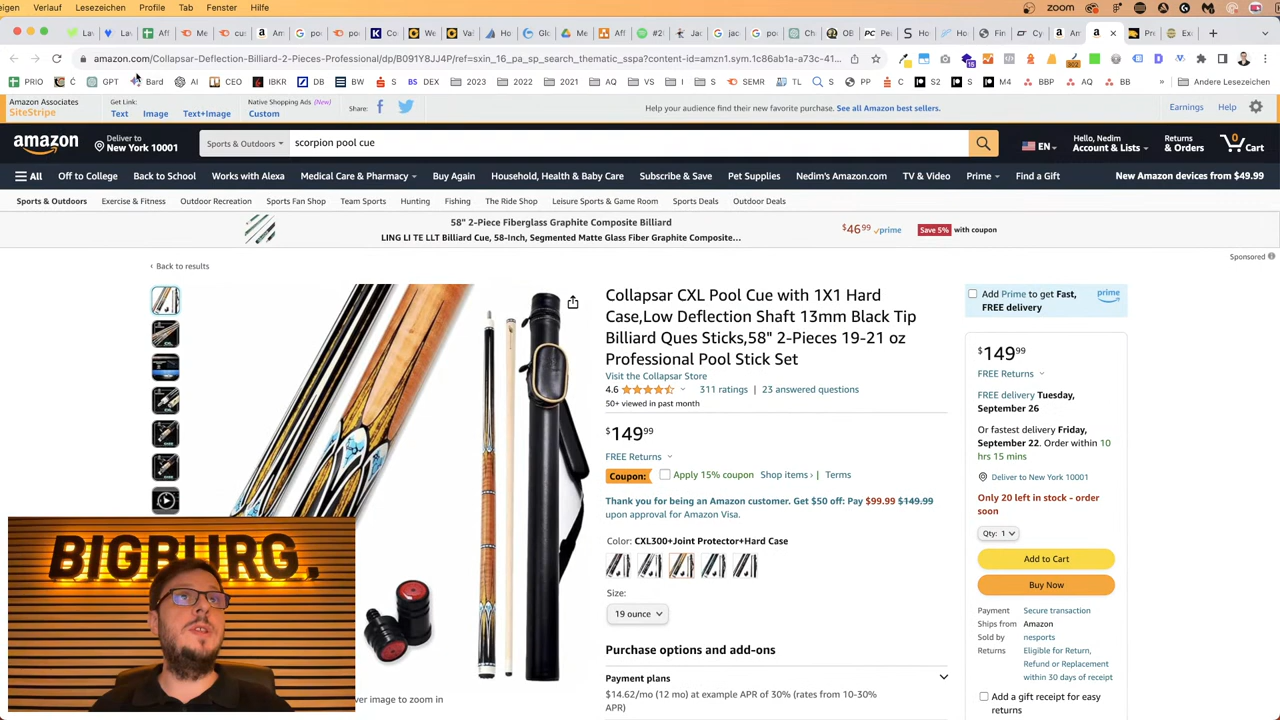 eigen Verlauf Lesezeichen Profile Tab Fenster Hilfe
zoom
amazon.com/Collapsar-CXL-Deflection-Billiard-Pieces-Professional/dp/B091Y8JJ4P/ref=sxin_16_pa_sp_search_thematic_sspa?content-id=amzn1.sym.1c86ab1a-a73c-41...
PRIO GPT Bard AI CEO IBKR PDS BW S BS DEX 2023 2022 2021 AQ VS I S SEMR TL SC PP C S2 S M4 BBP AQ BB » Andere Lesezeichen
Amazon Associates
SiteStripe
Get Link:
Text Image Text+Image
Native Shopping Ads (New)
Custom
Share:
Help your audience find their new favorite purchase. See all Amazon best sellers.
Earnings Help
amazon
Deliver to
New York 10001
Sports & Outdoors
scorpion pool cue
EN
Hello, Nedim
Account & Lists
Returns
& Orders
0
Cart
All Off to College Back to School Works with Alexa Medical Care & Pharmacy Buy Again Household, Health & Baby Care Subscribe & Save Pet Supplies Nedim's Amazon.com TV & Video Prime Find a Gift New Amazon devices from $49.99
Sports & Outdoors Exercise & Fitness Outdoor Recreation Sports Fan Shop Team Sports Hunting Fishing The Ride Shop Leisure Sports & Game Room Sports Deals Outdoor Deals
58" 2-Piece Fiberglass Graphite Composite Billiard
LING LI TE LLT Billiard Cue, 58-Inch, Segmented Matte Glass Fiber Graphite Composite...
$46.99 prime Save 5% with coupon
Sponsored
‹ Back to results
Collapsar CXL Pool Cue with 1X1 Hard
Case,Low Deflection Shaft 13mm Black Tip
Billiard Ques Sticks,58" 2-Pieces 19-21 oz
Professional Pool Stick Set
Visit the Collapsar Store
4.6 311 ratings | 23 answered questions
50+ viewed in past month
$149.99
FREE Returns
Coupon: Apply 15% coupon Shop items › | Terms
Thank you for being an Amazon customer. Get $50 off: Pay $99.99 $149.99
upon approval for Amazon Visa.
Color: CXL300+Joint Protector+Hard Case
Size:
19 ounce
Purchase options and add-ons
Payment plans
$14.62/mo (12 mo) at example APR of 30% (rates from 10-30%
APR)
Add Prime to get Fast,
FREE delivery
prime
$149.99
FREE Returns
FREE delivery Tuesday,
September 26
Or fastest delivery Friday,
September 22. Order within 10
hrs 15 mins
Deliver to New York 10001
Only 20 left in stock - order
soon
Qty: 1
Add to Cart
Buy Now
Payment Secure transaction
Ships from Amazon
Sold by nesports
Returns Eligible for Return,
Refund or Replacement
within 30 days of receipt
Add a gift receipt for easy
returns
BIGBURG.
ver image to zoom in